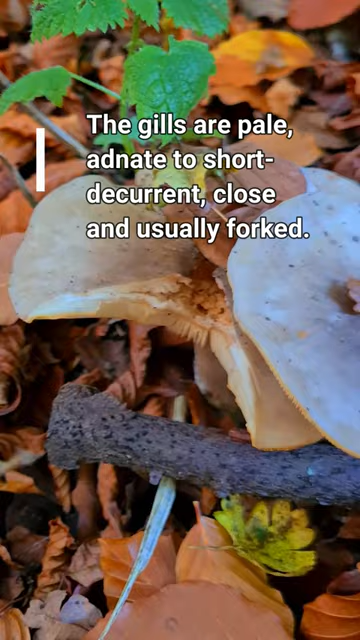 The gills are pale,
adnate to short-
decurrent, close
and usually forked.